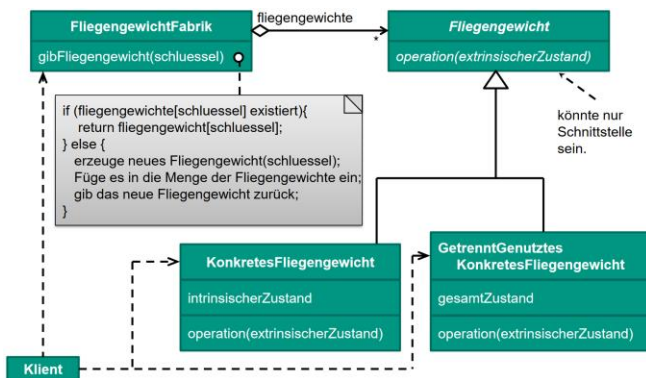 FliegengewichtFabrik
gibFliegengewicht(schluessel)
fliegengewichte
*
Fliegengewicht
operation(extrinsischerZustand)
könnte nur
Schnittstelle
sein.
if (fliegengewichte[schluessel] existiert){
return fliegengewicht[schluessel];
} else {
erzeuge neues Fliegengewicht(schluessel);
Füge es in die Menge der Fliegengewichte ein;
gib das neue Fliegengewicht zurück;
}
KonkretesFliegengewicht
intrinsischerZustand
operation(extrinsischerZustand)
GetrenntGenutztes
KonkretesFliegengewicht
gesamtZustand
operation(extrinsischerZustand)
Klient